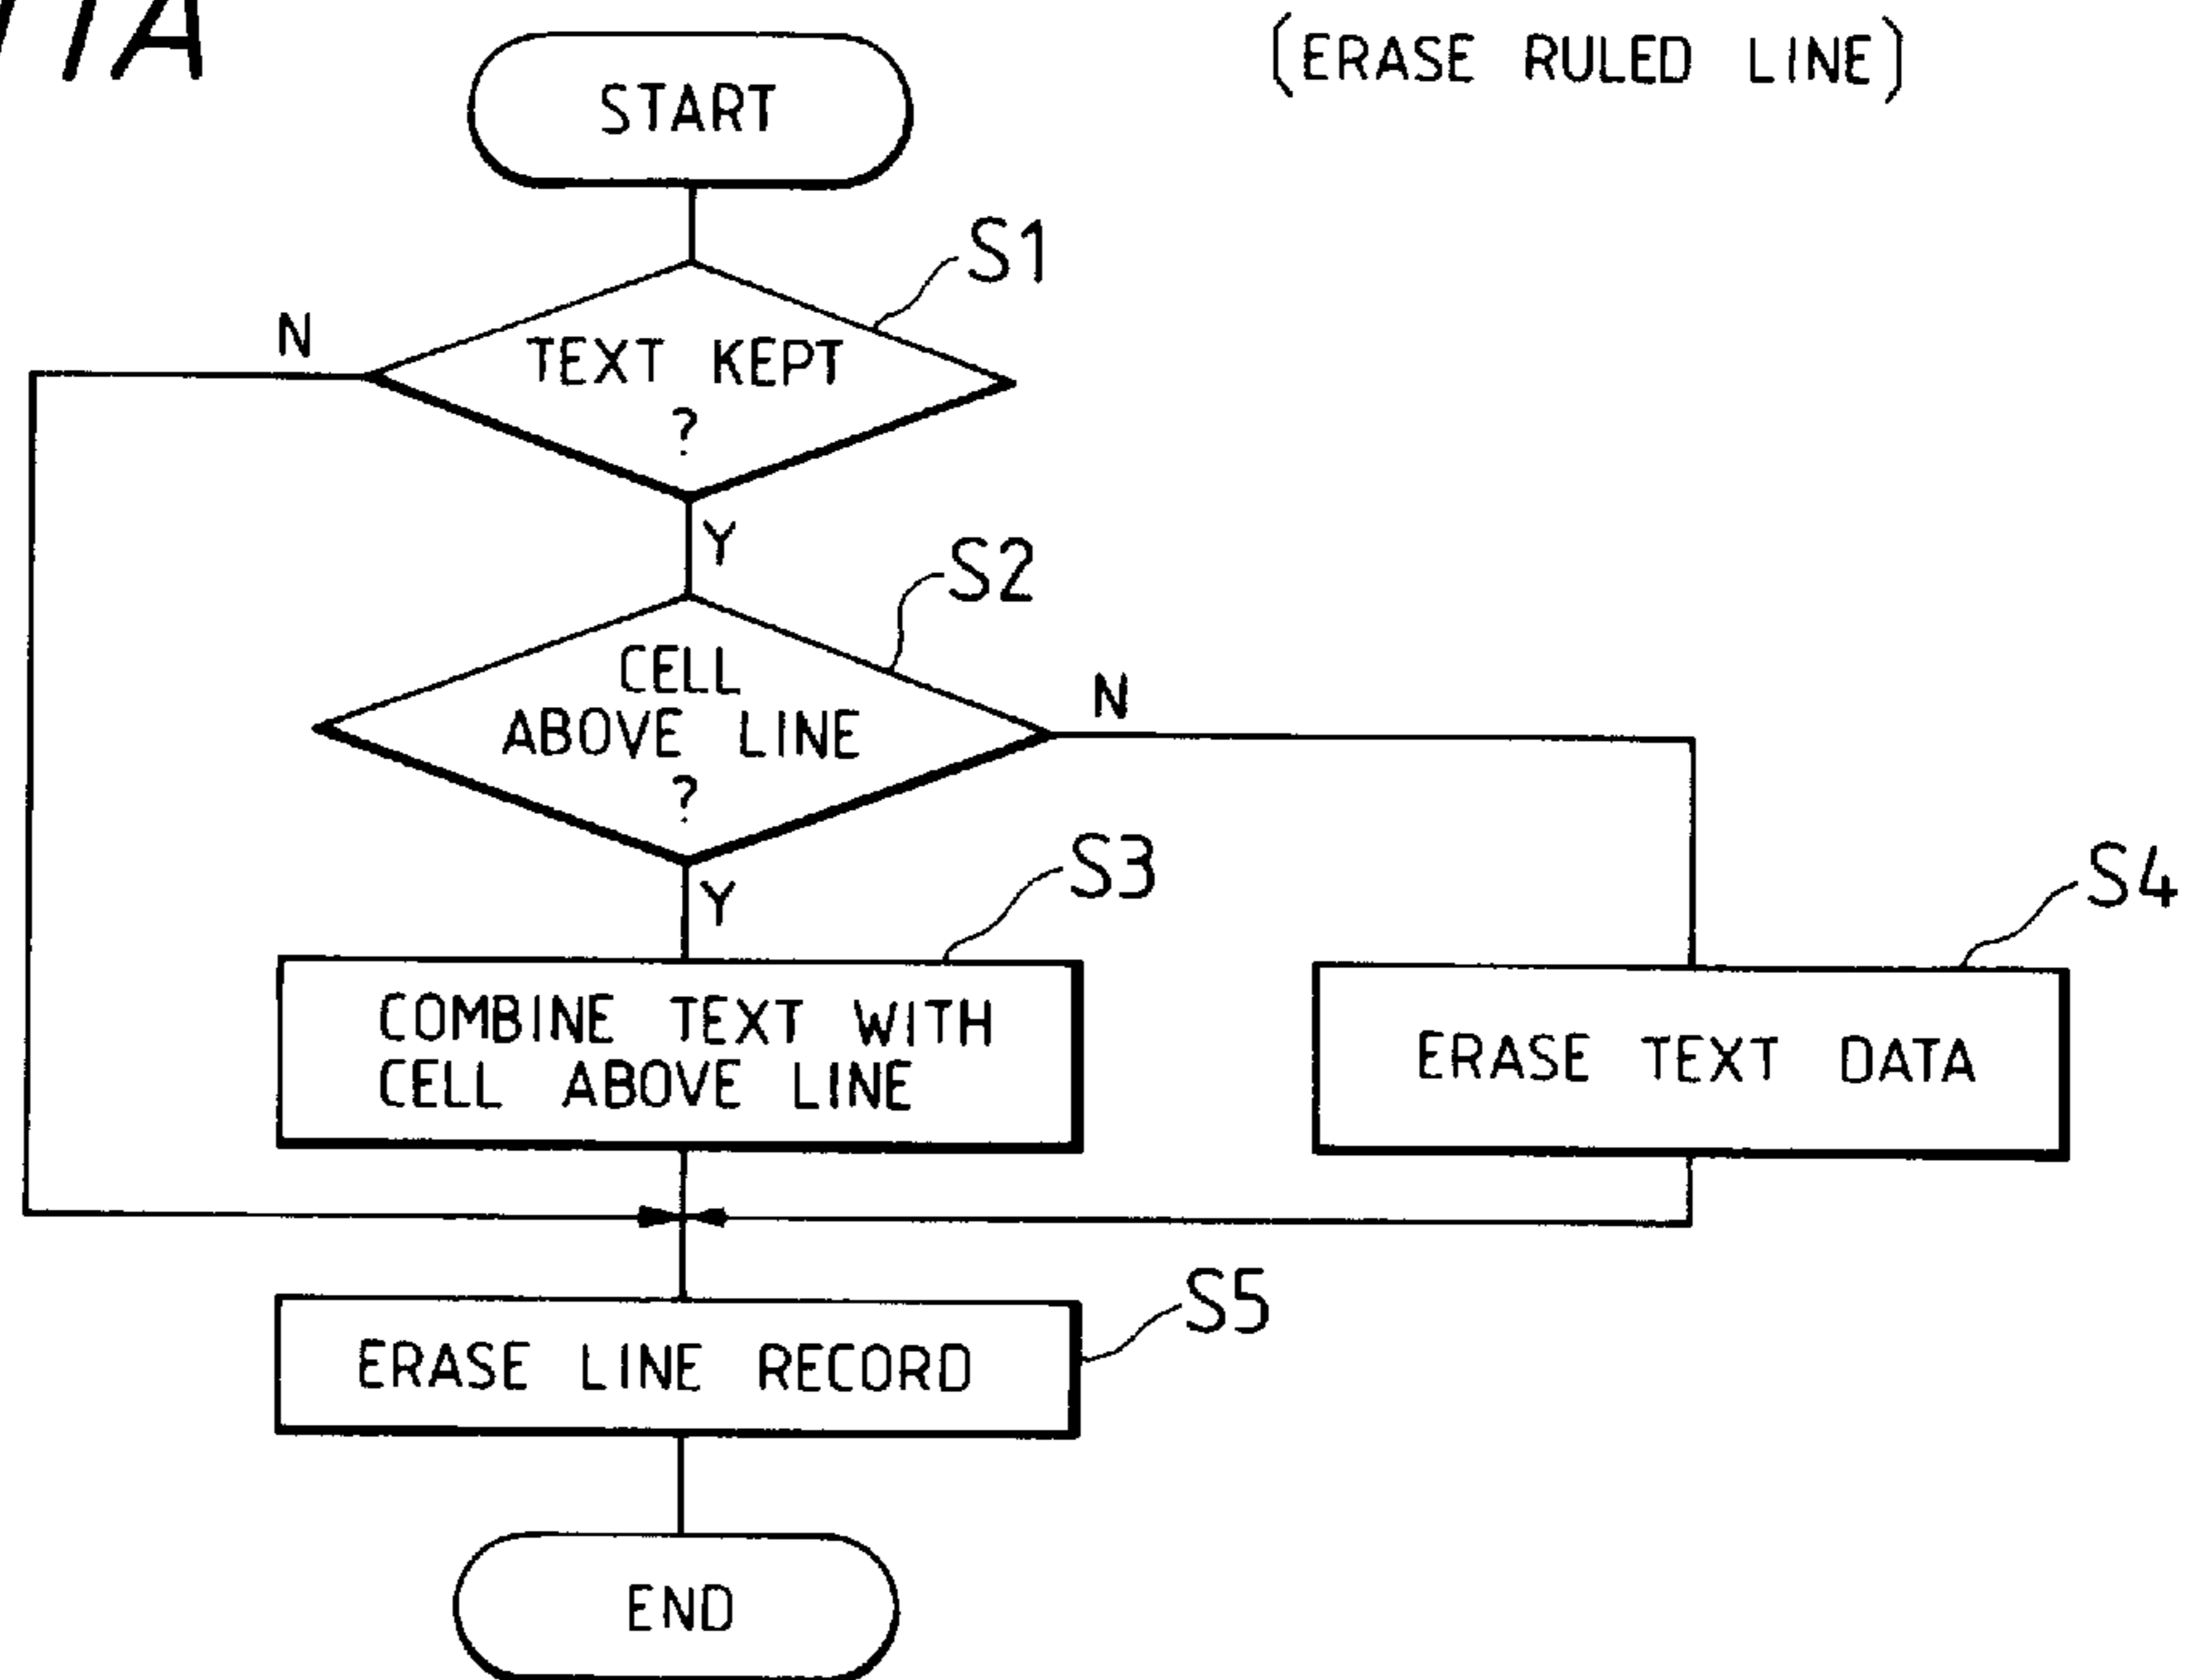 (ERASE RULED LINE)
START
S1
N
TEXT KEPT
?
Y
S2
CELL
ABOVE LINE
?
N
Y
S3
S4
COMBINE TEXT WITH
CELL ABOVE LINE
ERASE TEXT DATA
S5
ERASE LINE RECORD
END